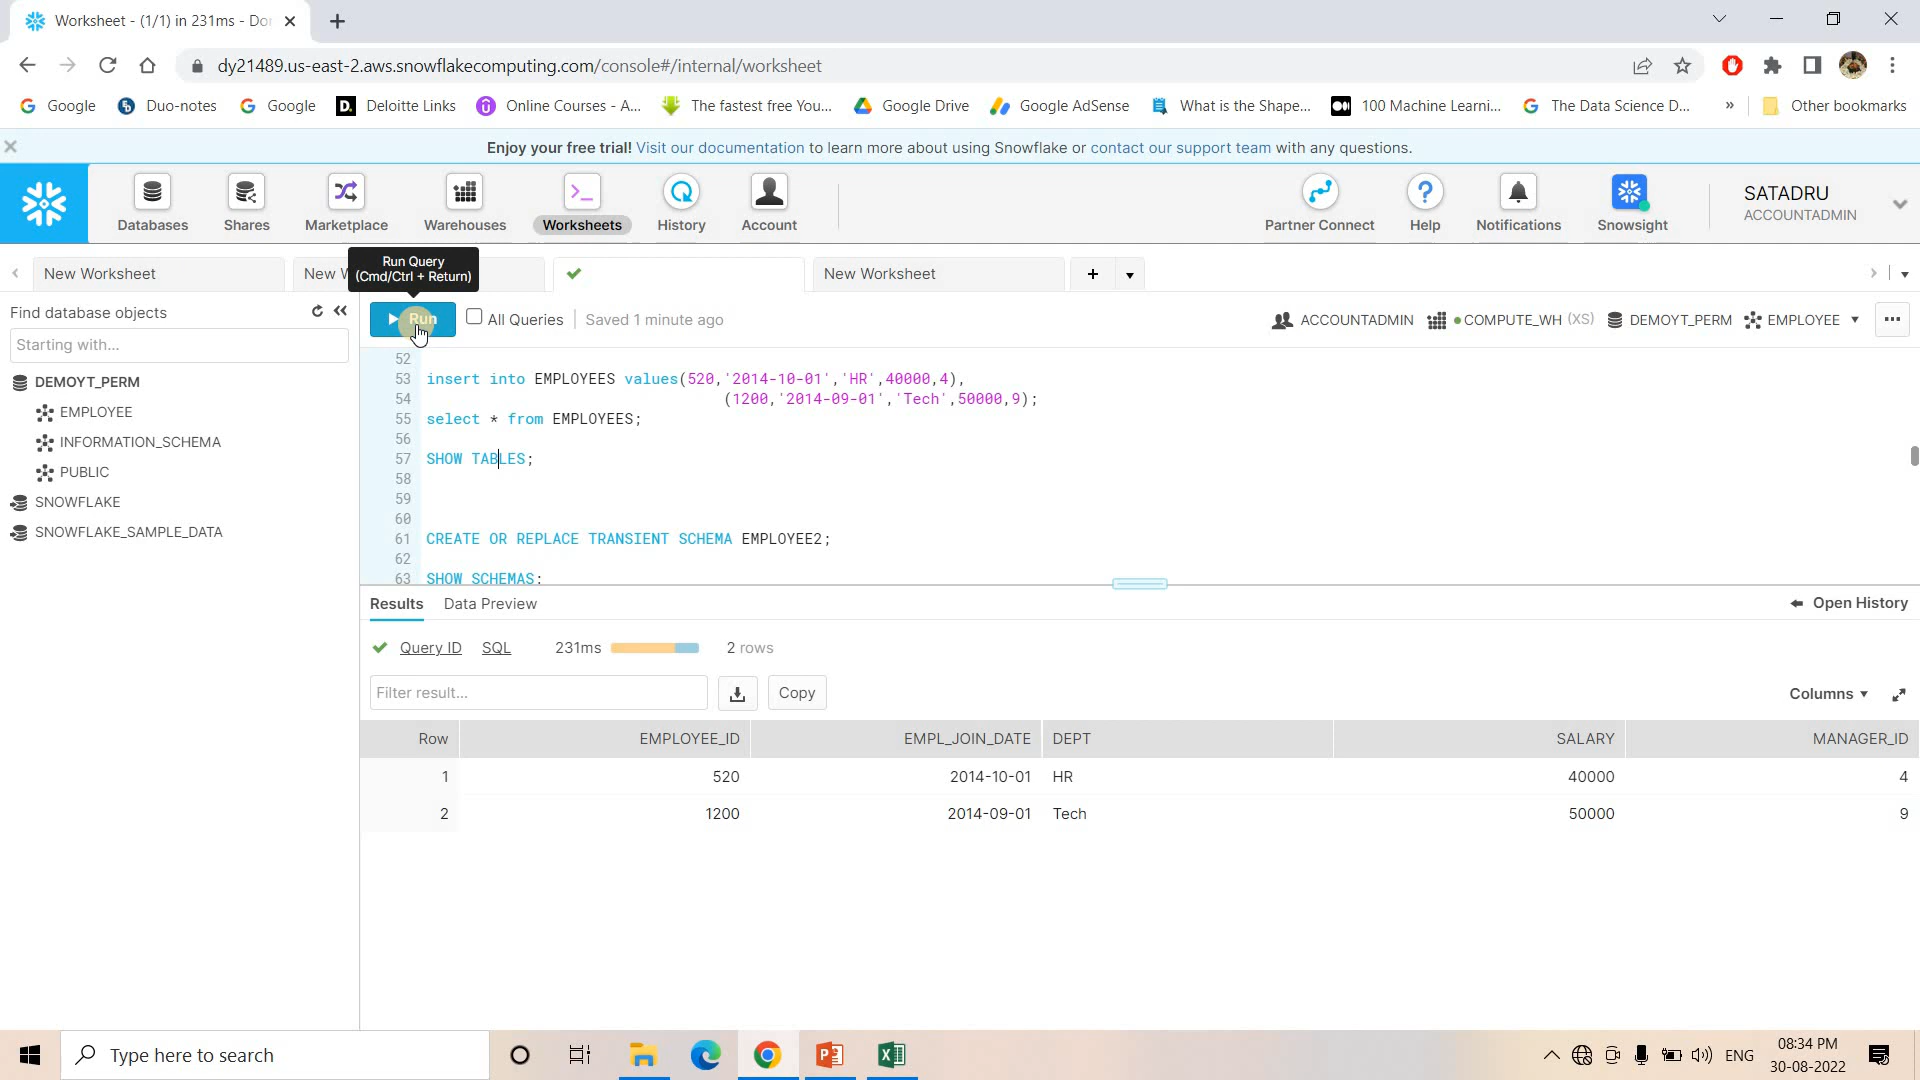 Worksheet - (1/1) in 231ms - Do
dy21489.us-east-2.aws.snowflakecomputing.com/console#/internal/worksheet
Google
Duo-notes
Google
Deloitte Links
Online Courses - A...
The fastest free You...
Google Drive
Google AdSense
What is the Shape...
100 Machine Learni...
The Data Science D...
»
Other bookmarks
Enjoy your free trial! Visit our documentation to learn more about using Snowflake or contact our support team with any questions.
Databases
Shares
Marketplace
Warehouses
Worksheets
History
Account
Partner Connect
Help
Notifications
Snowsight
SATADRU
ACCOUNTADMIN
Run Query
(Cmd/Ctrl + Return)
New Worksheet
New W
New Worksheet
Find database objects
Starting with...
DEMOYT_PERM
EMPLOYEE
INFORMATION_SCHEMA
PUBLIC
SNOWFLAKE
SNOWFLAKE_SAMPLE_DATA
Run
All Queries
Saved 1 minute ago
ACCOUNTADMIN
COMPUTE_WH (XS)
DEMOYT_PERM
EMPLOYEE
52
53 insert into EMPLOYEES values(520,'2014-10-01','HR',40000,4),
54 (1200,'2014-09-01','Tech',50000,9);
55 select * from EMPLOYEES;
56
57 SHOW TABLES;
58
59
60
61 CREATE OR REPLACE TRANSIENT SCHEMA EMPLOYEE2;
62
63 SHOW SCHEMAS;
Results
Data Preview
Open History
Query ID
SQL
231ms
2 rows
Filter result...
Copy
Columns
Row EMPLOYEE_ID EMPL_JOIN_DATE DEPT SALARY MANAGER_ID
1 520 2014-10-01 HR 40000 4
2 1200 2014-09-01 Tech 50000 9
Type here to search
ENG
08:34 PM
30-08-2022